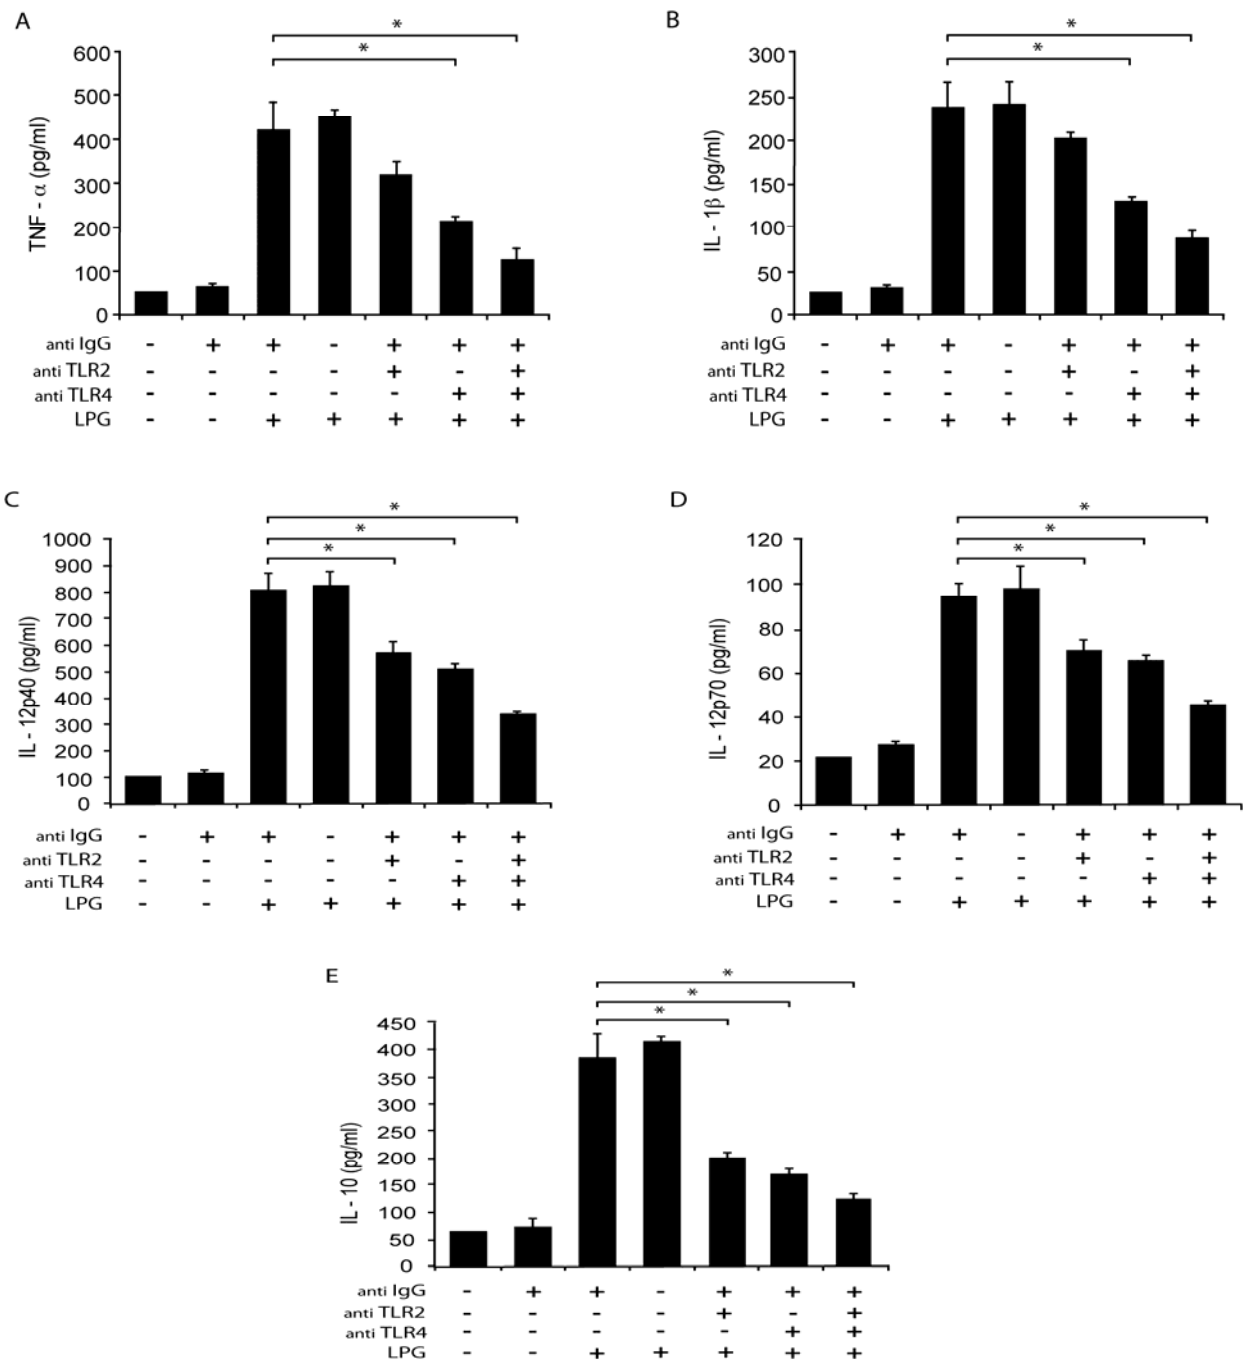 A
*
*
600
500
400
300
200
100
0
TNF - α (pg/ml)
anti IgG - + + - + + +
anti TLR2 - - - - + - +
anti TLR4 - - - - - + +
LPG - - + + + + +
B
*
*
300
250
200
150
100
50
0
IL - 1β (pg/ml)
anti IgG - + + - + + +
anti TLR2 - - - - + - +
anti TLR4 - - - - - + +
LPG - - + + + + +
C
*
*
*
1000
900
800
700
600
500
400
300
200
100
0
IL - 12p40 (pg/ml)
anti IgG - + + - + + +
anti TLR2 - - - - + - +
anti TLR4 - - - - - + +
LPG - - + + + + +
D
*
*
*
120
100
80
60
40
20
0
IL - 12p70 (pg/ml)
anti IgG - + + - + + +
anti TLR2 - - - - + - +
anti TLR4 - - - - - + +
LPG - - + + + + +
E
*
*
*
450
400
350
300
250
200
150
100
50
0
IL - 10 (pg/ml)
anti IgG - + + - + + +
anti TLR2 - - - - + - +
anti TLR4 - - - - - + +
LPG - - + + + + +